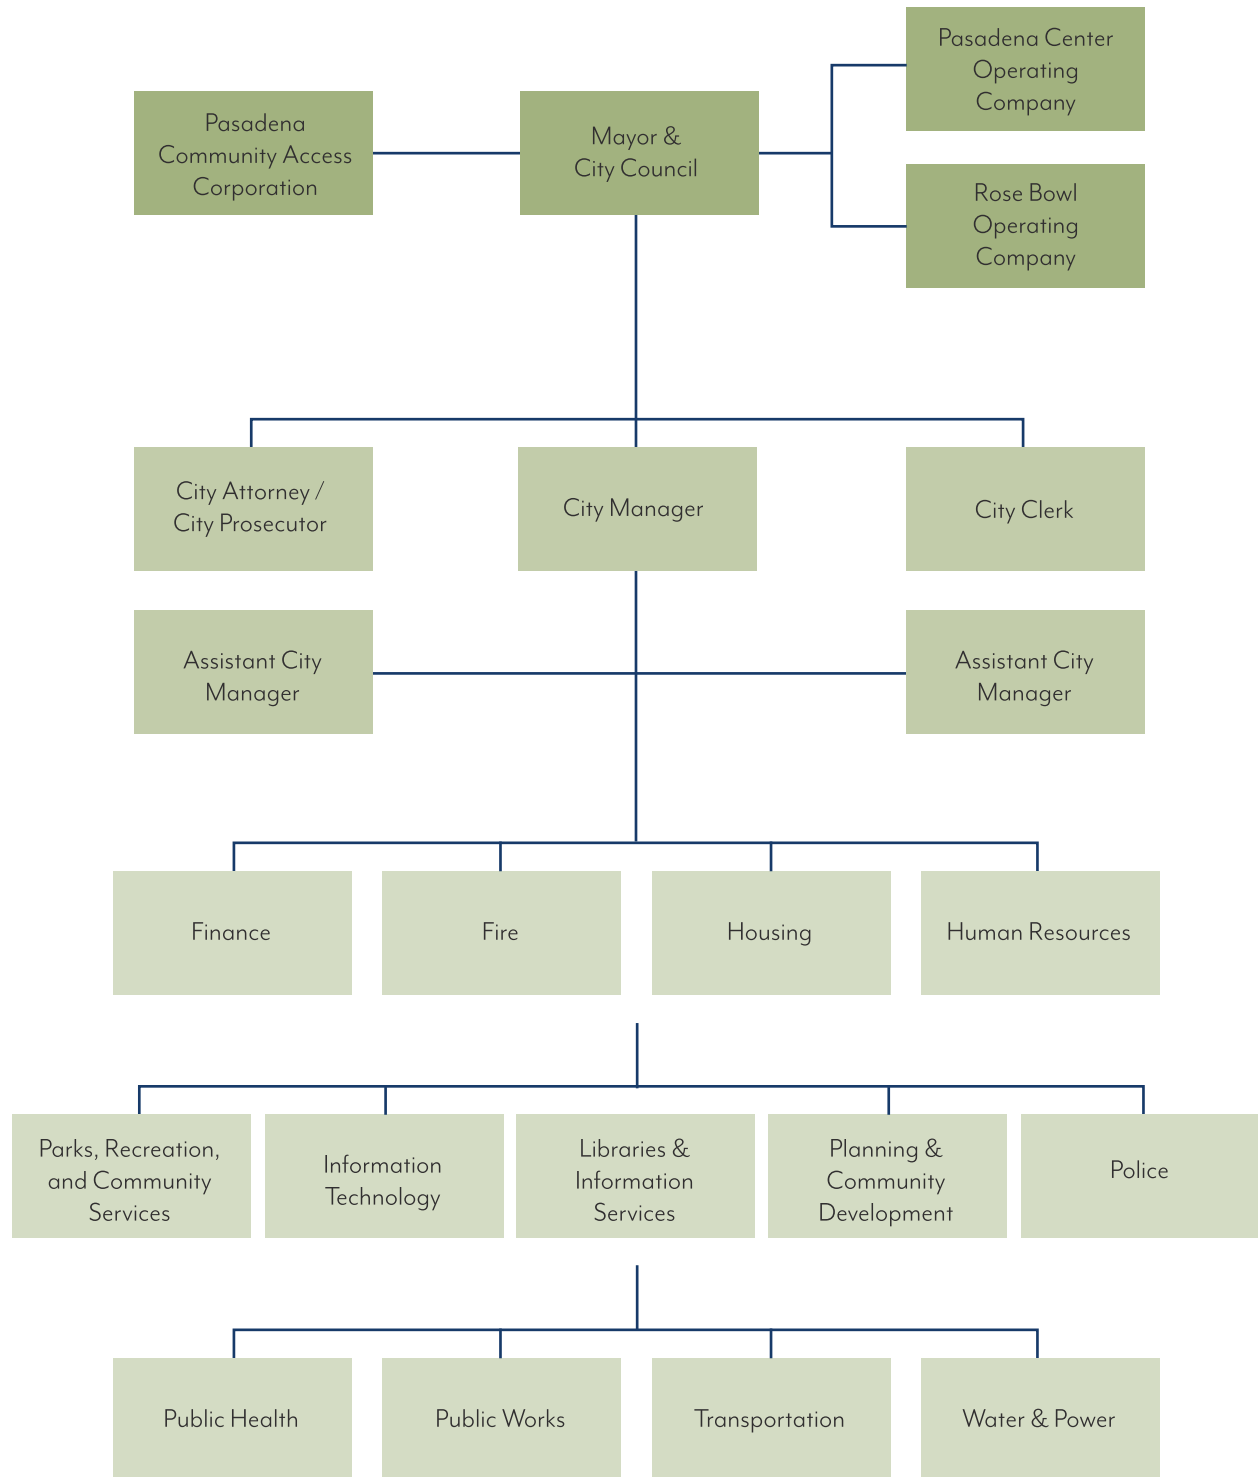 Pasadena
Community Access
Corporation
Mayor &
City Council
Pasadena Center
Operating
Company
Rose Bowl
Operating
Company
City Attorney /
City Prosecutor
City Manager
City Clerk
Assistant City
Manager
Assistant City
Manager
Finance
Fire
Housing
Human Resources
Parks, Recreation,
and Community
Services
Information
Technology
Libraries &
Information
Services
Planning &
Community
Development
Police
Public Health
Public Works
Transportation
Water & Power